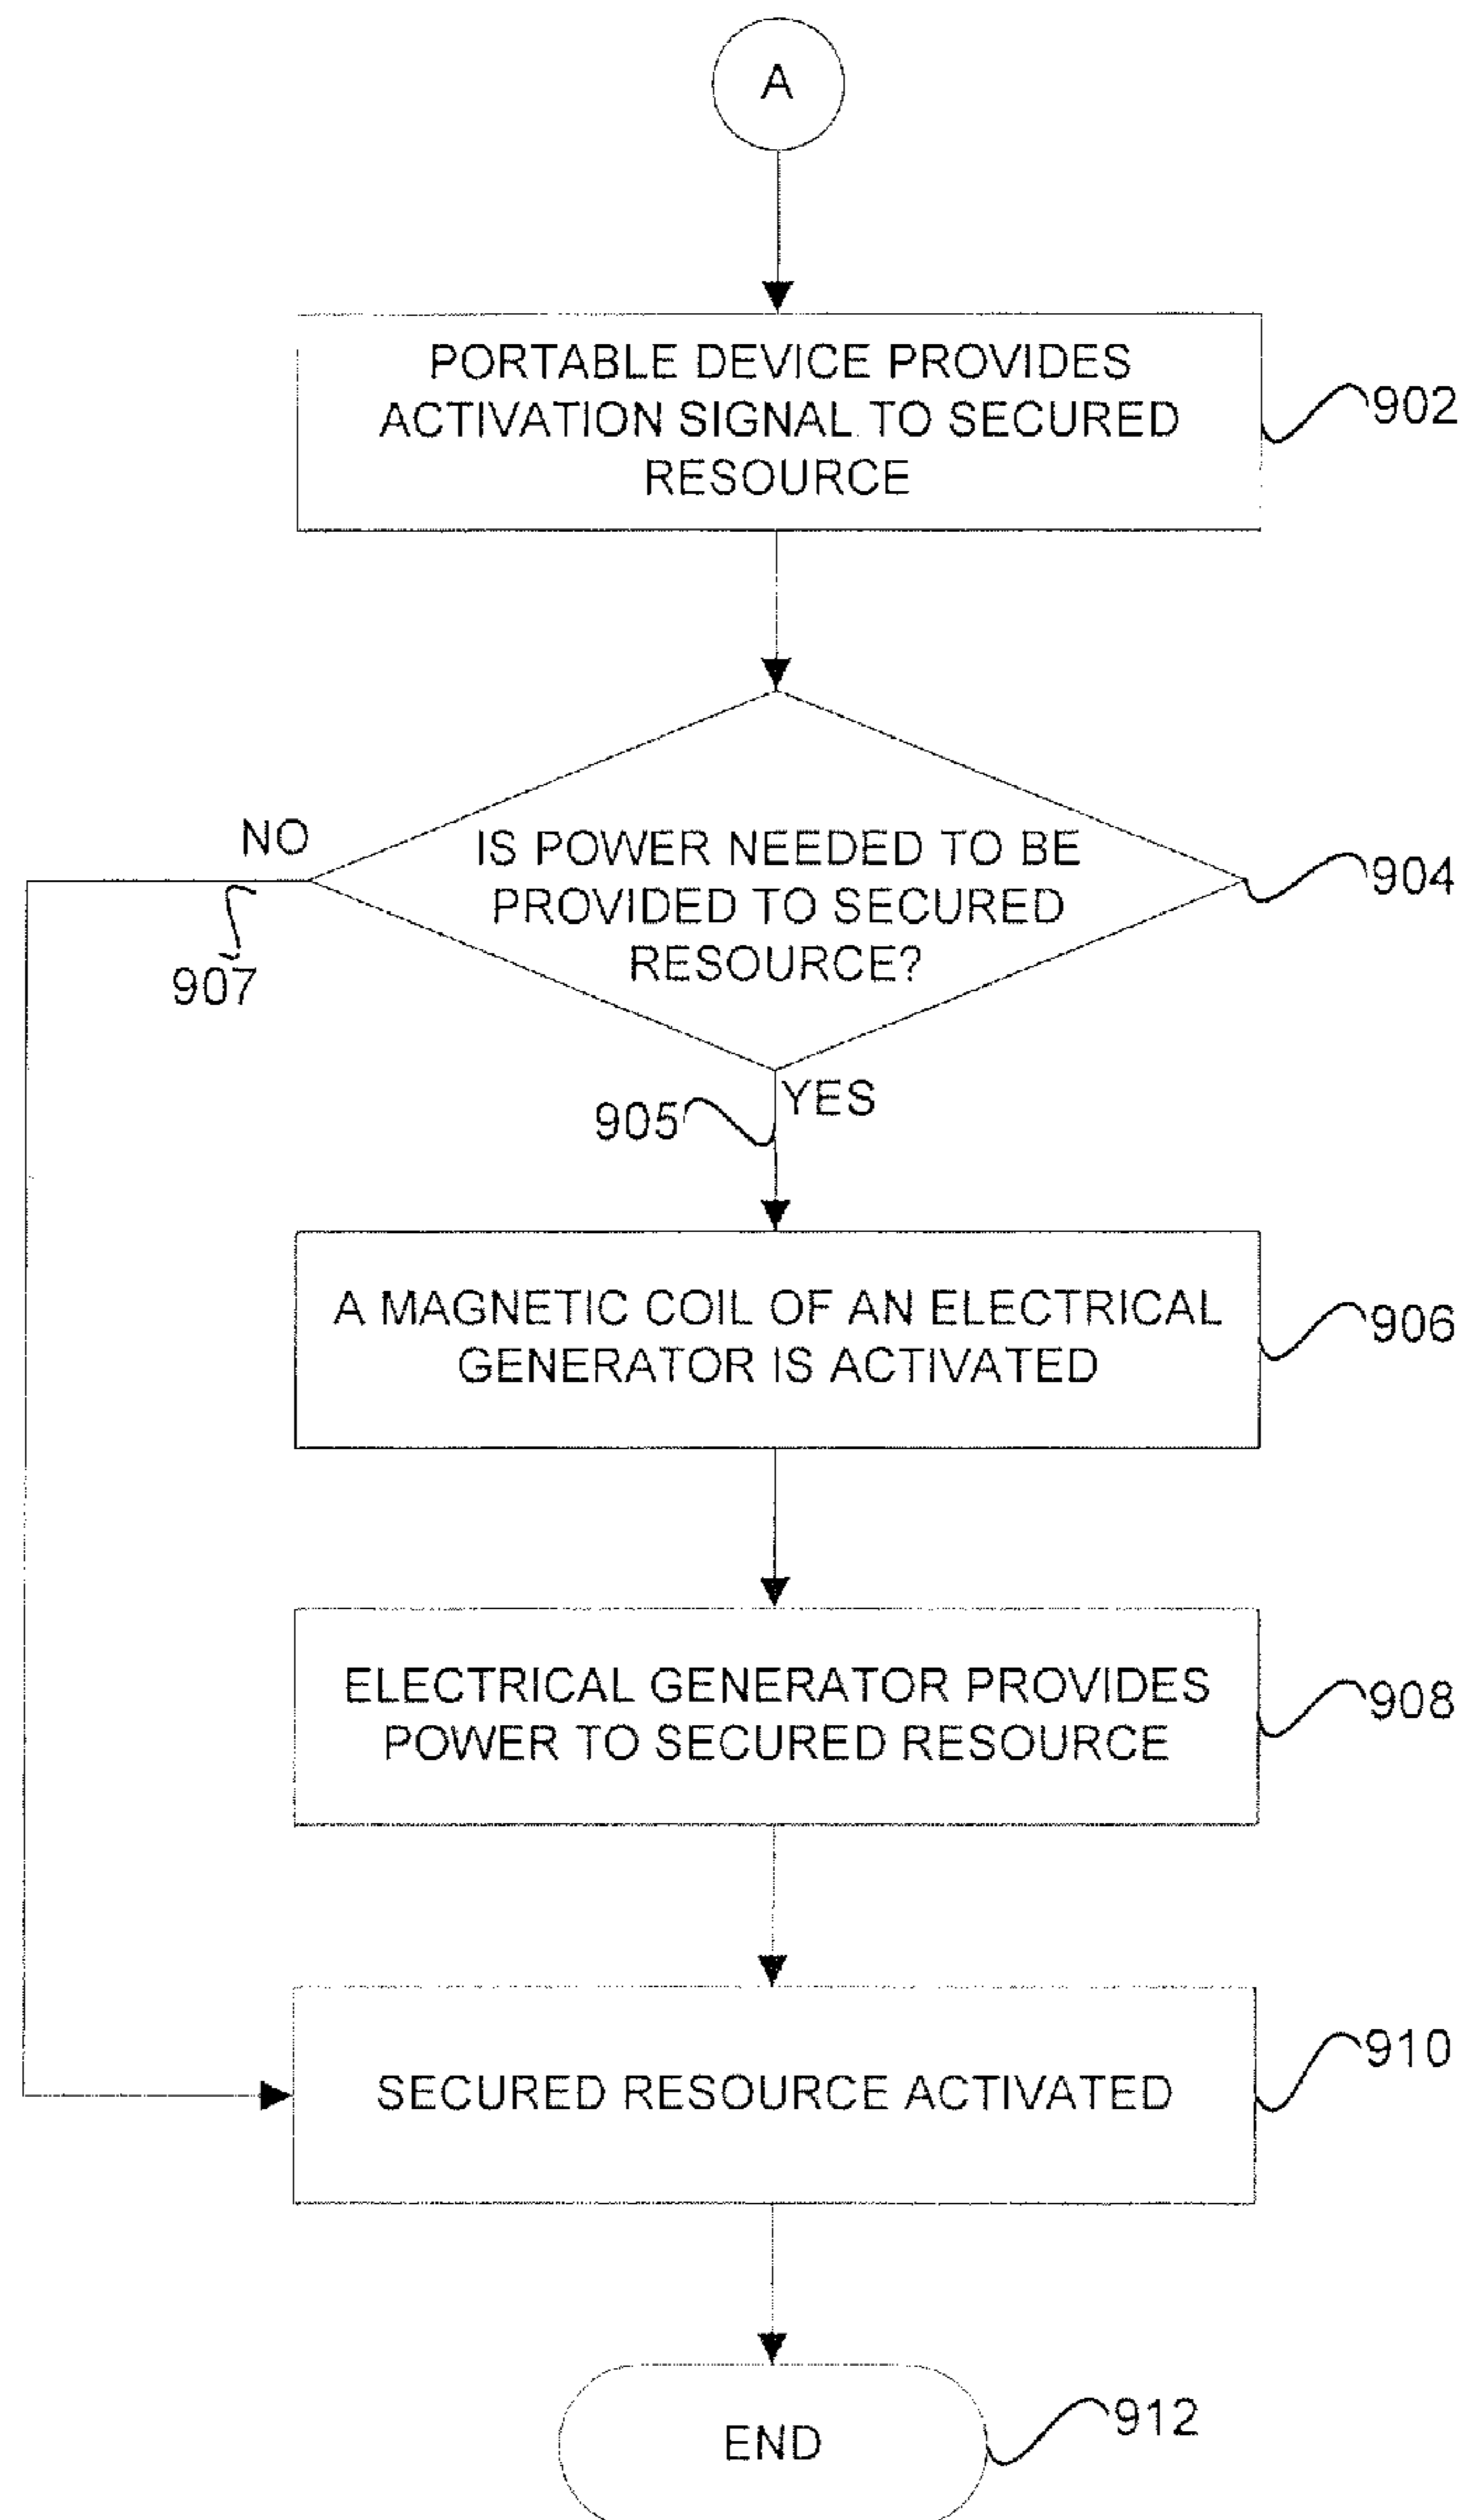 A
PORTABLE DEVICE PROVIDES
ACTIVATION SIGNAL TO SECURED
RESOURCE
902
NO
IS POWER NEEDED TO BE
PROVIDED TO SECURED
RESOURCE?
904
907
YES
905
A MAGNETIC COIL OF AN ELECTRICAL
GENERATOR IS ACTIVATED
906
ELECTRICAL GENERATOR PROVIDES
POWER TO SECURED RESOURCE
908
SECURED RESOURCE ACTIVATED
910
END
912